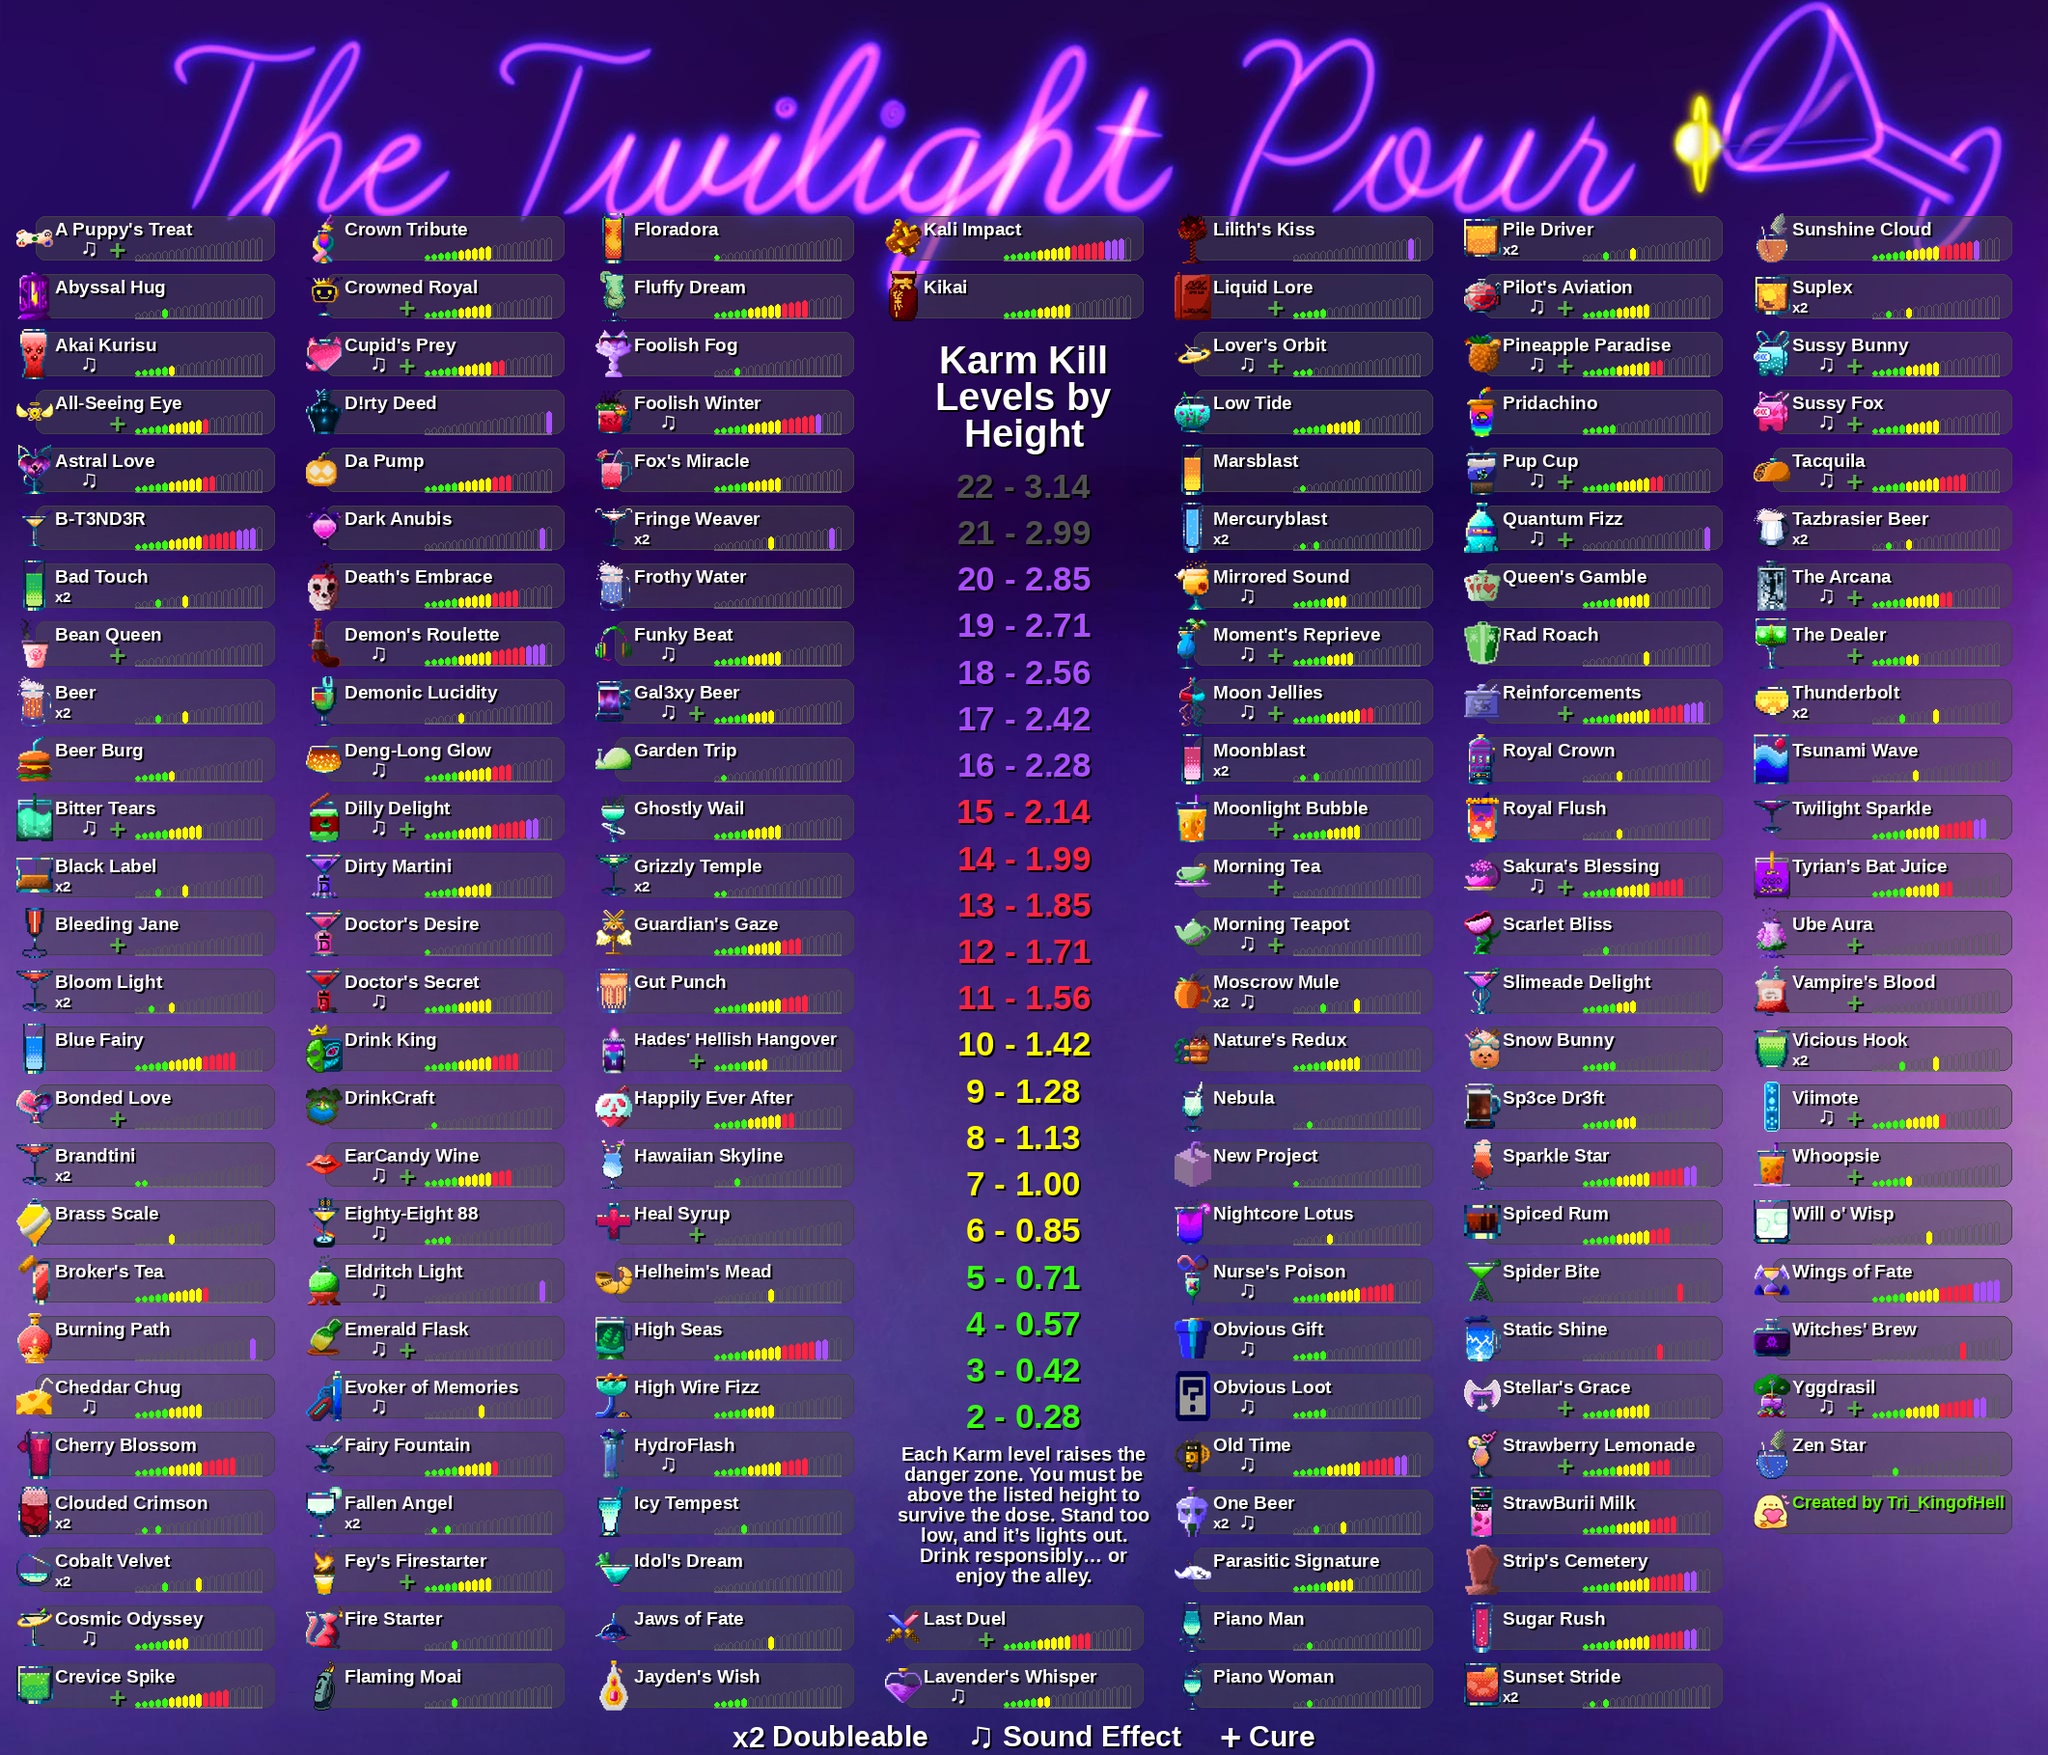 The Twilight Pour
A Puppy's Treat
♫ +
Abyssal Hug
Akai Kurisu
♫
All-Seeing Eye
+
Astral Love
♫
B-T3ND3R
Bad Touch
x2
Bean Queen
+
Beer
x2
Beer Burg
Bitter Tears
♫ +
Black Label
x2
Bleeding Jane
+
Bloom Light
x2
Blue Fairy
Bonded Love
+
Brandtini
x2
Brass Scale
Broker's Tea
Burning Path
Cheddar Chug
♫
Cherry Blossom
Clouded Crimson
x2
Cobalt Velvet
x2
Cosmic Odyssey
♫
Crevice Spike
+
Crown Tribute
Crowned Royal
+
Cupid's Prey
♫ +
D!rty Deed
Da Pump
Dark Anubis
Death's Embrace
Demon's Roulette
♫
Demonic Lucidity
Deng-Long Glow
♫
Dilly Delight
♫ +
Dirty Martini
Doctor's Desire
Doctor's Secret
♫
Drink King
DrinkCraft
EarCandy Wine
♫ +
Eighty-Eight 88
♫
Eldritch Light
♫
Emerald Flask
♫ +
Evoker of Memories
♫
Fairy Fountain
Fallen Angel
x2
Fey's Firestarter
+
Fire Starter
Flaming Moai
Floradora
Fluffy Dream
Foolish Fog
Foolish Winter
♫
Fox's Miracle
Fringe Weaver
x2
Frothy Water
Funky Beat
♫
Gal3xy Beer
♫ +
Garden Trip
Ghostly Wail
Grizzly Temple
x2
Guardian's Gaze
Gut Punch
Hades' Hellish Hangover
+
Happily Ever After
Hawaiian Skyline
Heal Syrup
+
Helheim's Mead
High Seas
High Wire Fizz
HydroFlash
♫
Icy Tempest
Idol's Dream
Jaws of Fate
Jayden's Wish
Kali Impact
Kikai
Karm Kill
Levels by
Height
22 - 3.14
21 - 2.99
20 - 2.85
19 - 2.71
18 - 2.56
17 - 2.42
16 - 2.28
15 - 2.14
14 - 1.99
13 - 1.85
12 - 1.71
11 - 1.56
10 - 1.42
9 - 1.28
8 - 1.13
7 - 1.00
6 - 0.85
5 - 0.71
4 - 0.57
3 - 0.42
2 - 0.28
Each Karm level raises the
danger zone. You must be
above the listed height to
survive the dose. Stand too
low, and it's lights out.
Drink responsibly… or
enjoy the alley.
Last Duel
+
Lavender's Whisper
♫
Lilith's Kiss
Liquid Lore
+
Lover's Orbit
♫ +
Low Tide
Marsblast
Mercuryblast
x2
Mirrored Sound
♫
Moment's Reprieve
♫ +
Moon Jellies
♫ +
Moonblast
x2
Moonlight Bubble
+
Morning Tea
+
Morning Teapot
♫ +
Moscrow Mule
x2 ♫
Nature's Redux
Nebula
New Project
Nightcore Lotus
Nurse's Poison
♫
Obvious Gift
♫
Obvious Loot
♫
Old Time
♫
One Beer
x2 ♫
Parasitic Signature
Piano Man
Piano Woman
Pile Driver
x2
Pilot's Aviation
♫ +
Pineapple Paradise
♫ +
Pridachino
Pup Cup
♫ +
Quantum Fizz
♫ +
Queen's Gamble
Rad Roach
Reinforcements
+
Royal Crown
Royal Flush
Sakura's Blessing
♫ +
Scarlet Bliss
Slimeade Delight
Snow Bunny
Sp3ce Dr3ft
Sparkle Star
Spiced Rum
Spider Bite
Static Shine
Stellar's Grace
+
Strawberry Lemonade
+
StrawBurii Milk
Strip's Cemetery
Sugar Rush
Sunset Stride
x2
Sunshine Cloud
Suplex
x2
Sussy Bunny
♫ +
Sussy Fox
♫ +
Tacquila
♫ +
Tazbrasier Beer
x2
The Arcana
♫ +
The Dealer
+
Thunderbolt
x2
Tsunami Wave
Twilight Sparkle
Tyrian's Bat Juice
Ube Aura
+
Vampire's Blood
+
Vicious Hook
x2
Viimote
♫ +
Whoopsie
+
Will o' Wisp
Wings of Fate
Witches' Brew
Yggdrasil
♫ +
Zen Star
Created by Tri_KingofHell
x2 Doubleable ♫ Sound Effect + Cure